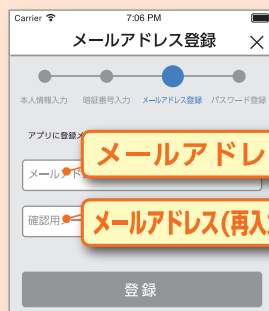 Carrier 7:06 PM
メールアドレス登録 ×
本人情報入力 暗証番号入力 メールアドレス登録 パスワード登録
アプリに登録
メールアドレ
メールアド
メールアドレス(再入
確認用
登録